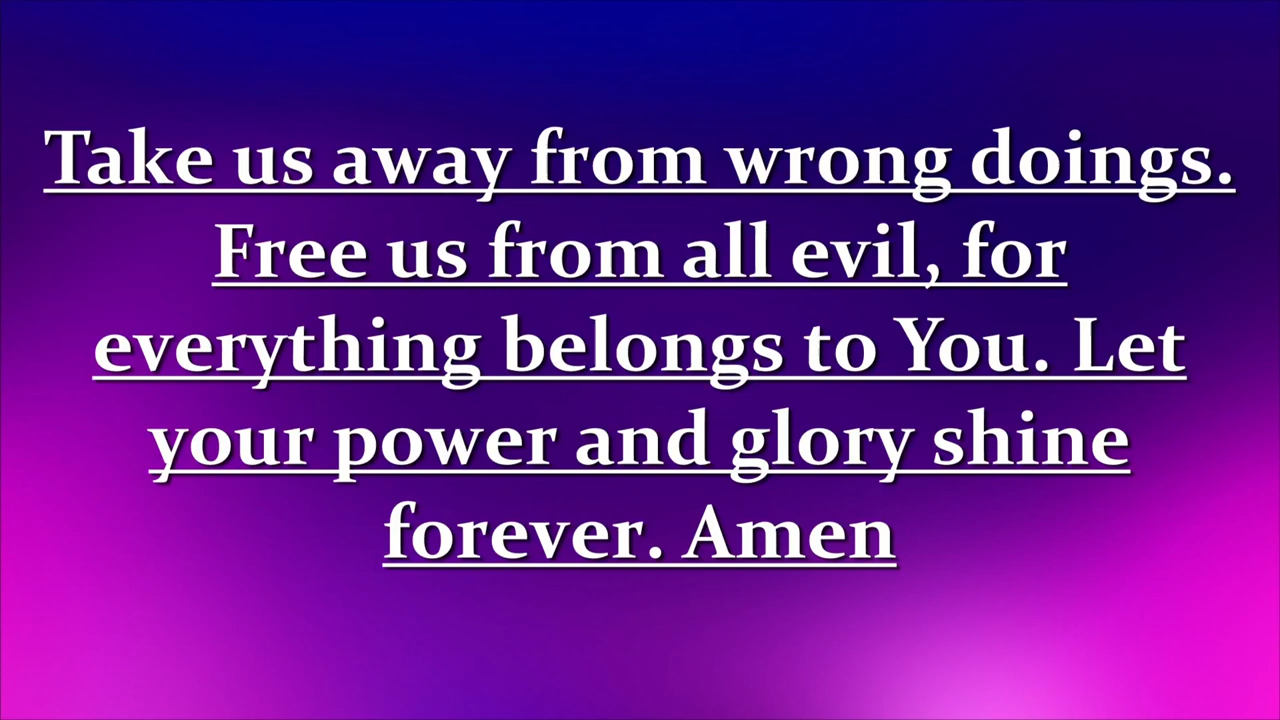 Take us away from wrong doings.
Free us from all evil, for
everything belongs to You. Let
your power and glory shine
forever. Amen